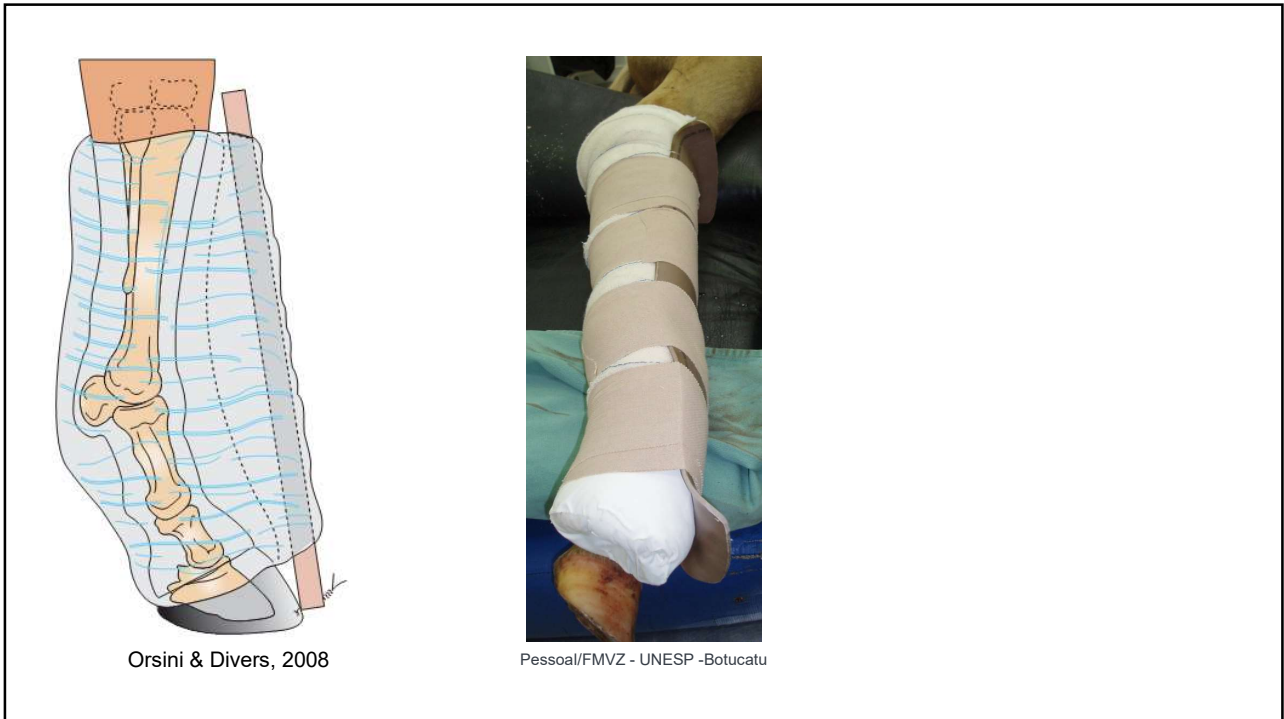 Orsini & Divers, 2008
Pessoal/FMVZ - UNESP -Botucatu